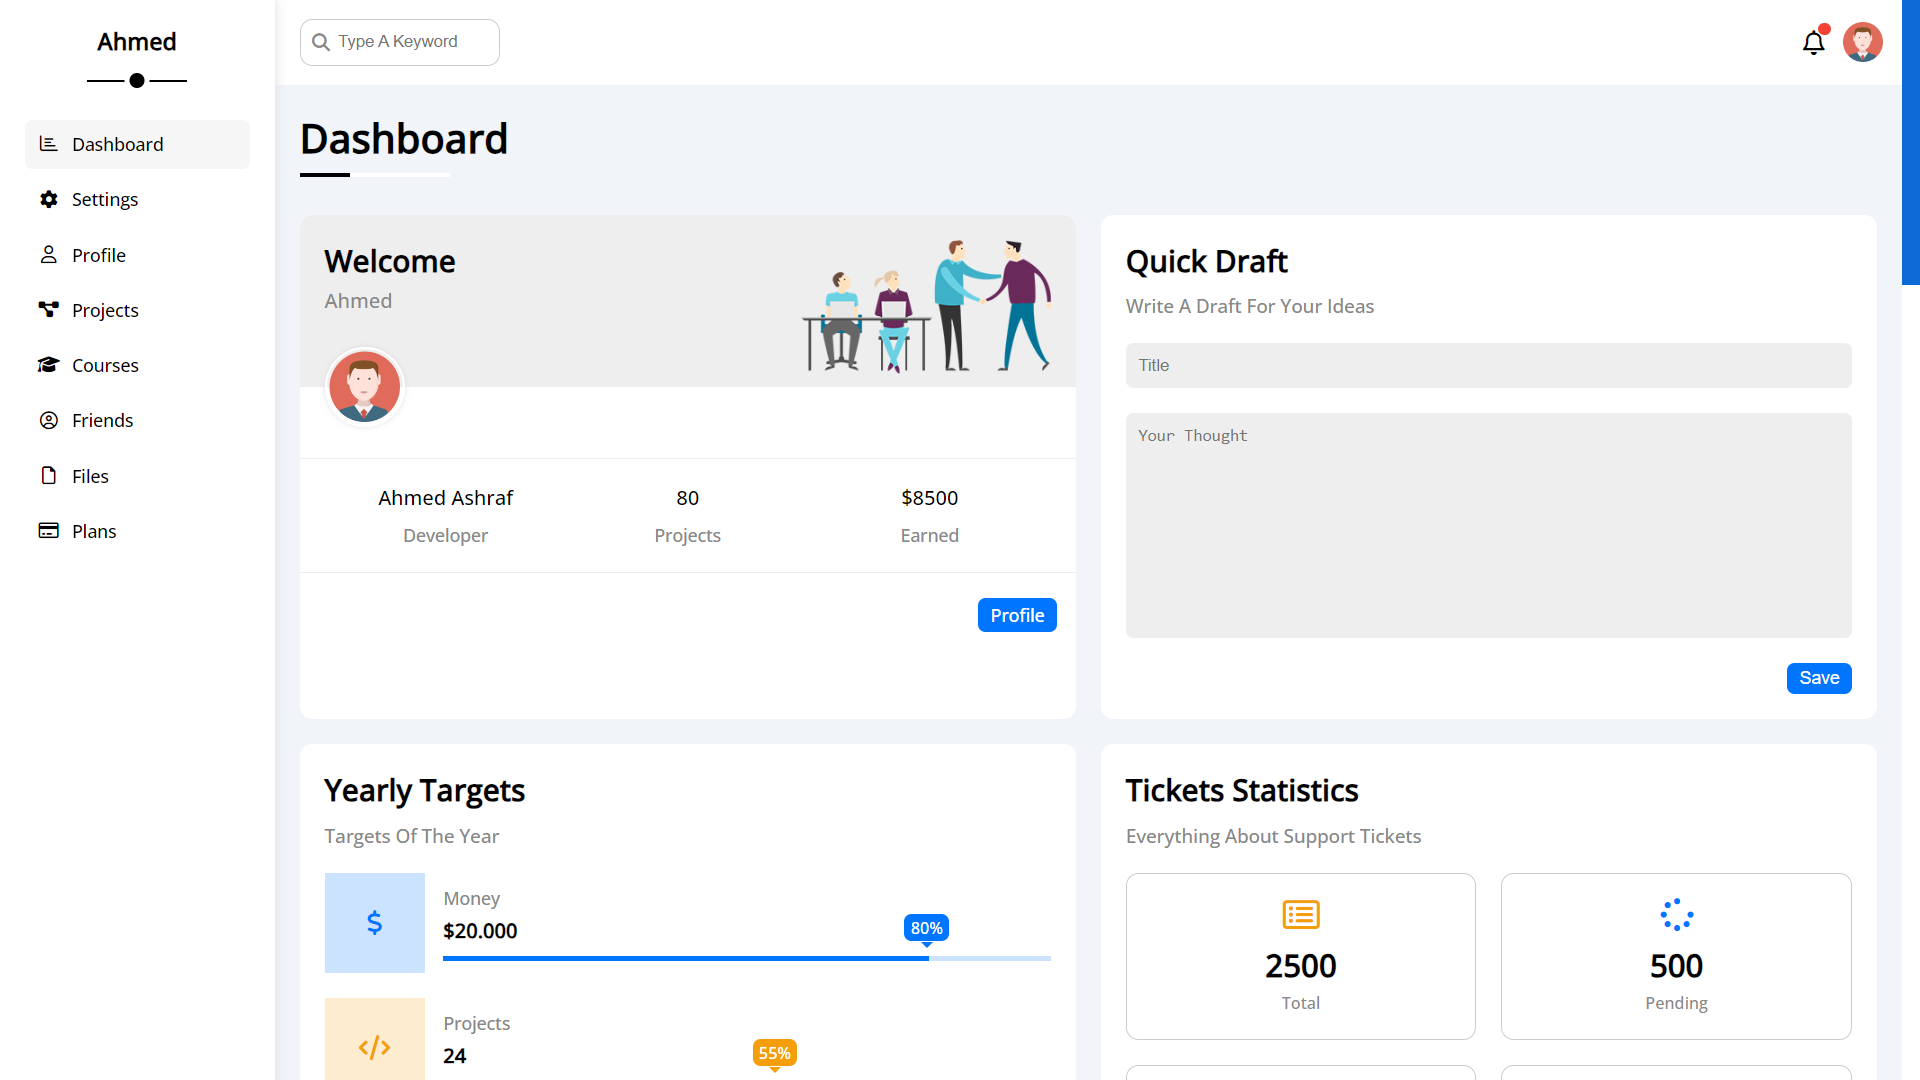 Ahmed
Dashboard
Settings
Profile
Projects
Courses
Friends
Files
Plans
Type A Keyword
Dashboard
Welcome
Ahmed
Ahmed Ashraf
Developer
80
Projects
$8500
Earned
Profile
Quick Draft
Write A Draft For Your Ideas
Title
Your Thought
Save
Yearly Targets
Targets Of The Year
$
Money
$20.000
80%
</>
Projects
24
55%
Tickets Statistics
Everything About Support Tickets
2500
Total
500
Pending